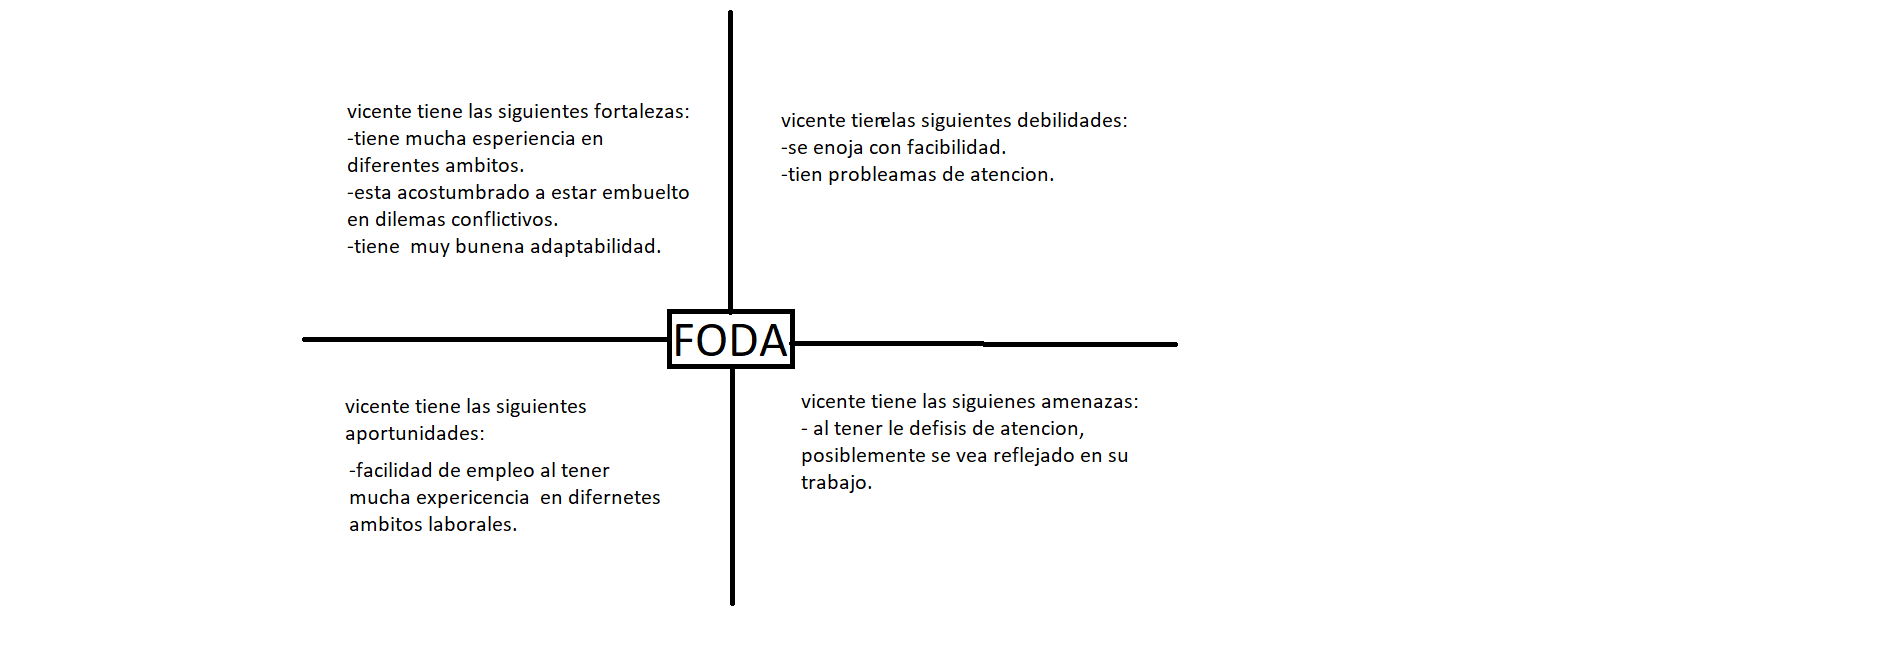 vicente tiene las siguientes fortalezas:
-tiene mucha esperiencia en
diferentes ambitos.
-esta acostumbrado a estar embuelto
en dilemas conflictivos.
-tiene  muy bunena adaptabilidad.
vicente tienelas siguientes debilidades:
-se enoja con facibilidad.
-tien probleamas de atencion.
FODA
vicente tiene las siguientes
aportunidades:
-facilidad de empleo al tener
mucha expericencia  en difernetes
ambitos laborales.
vicente tiene las siguienes amenazas:
- al tener le defisis de atencion,
posiblemente se vea reflejado en su
trabajo.